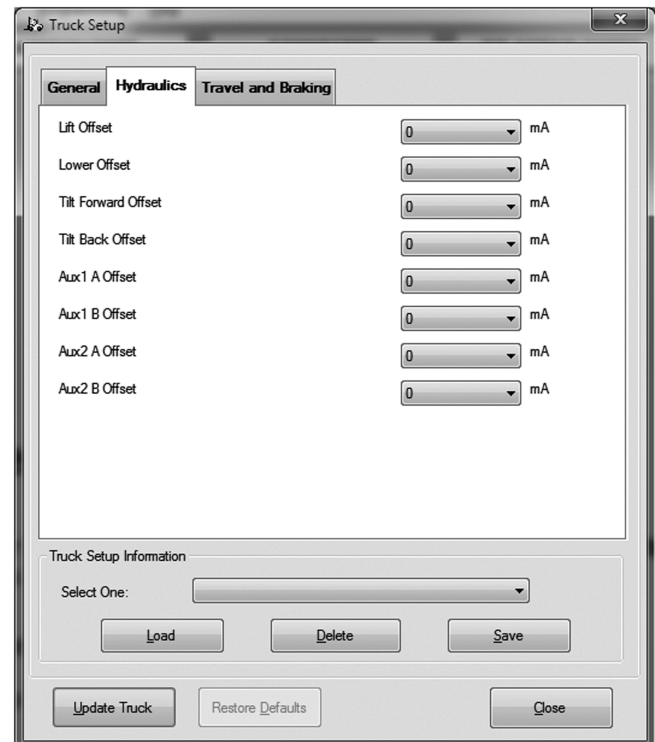 Truck Setup
General Hydraulics Travel and Braking
Lift Offset 0 mA
Lower Offset 0 mA
Tilt Forward Offset 0 mA
Tilt Back Offset 0 mA
Aux1 A Offset 0 mA
Aux1 B Offset 0 mA
Aux2 A Offset 0 mA
Aux2 B Offset 0 mA
Truck Setup Information
Select One:
Load Delete Save
Update Truck Restore Defaults Close